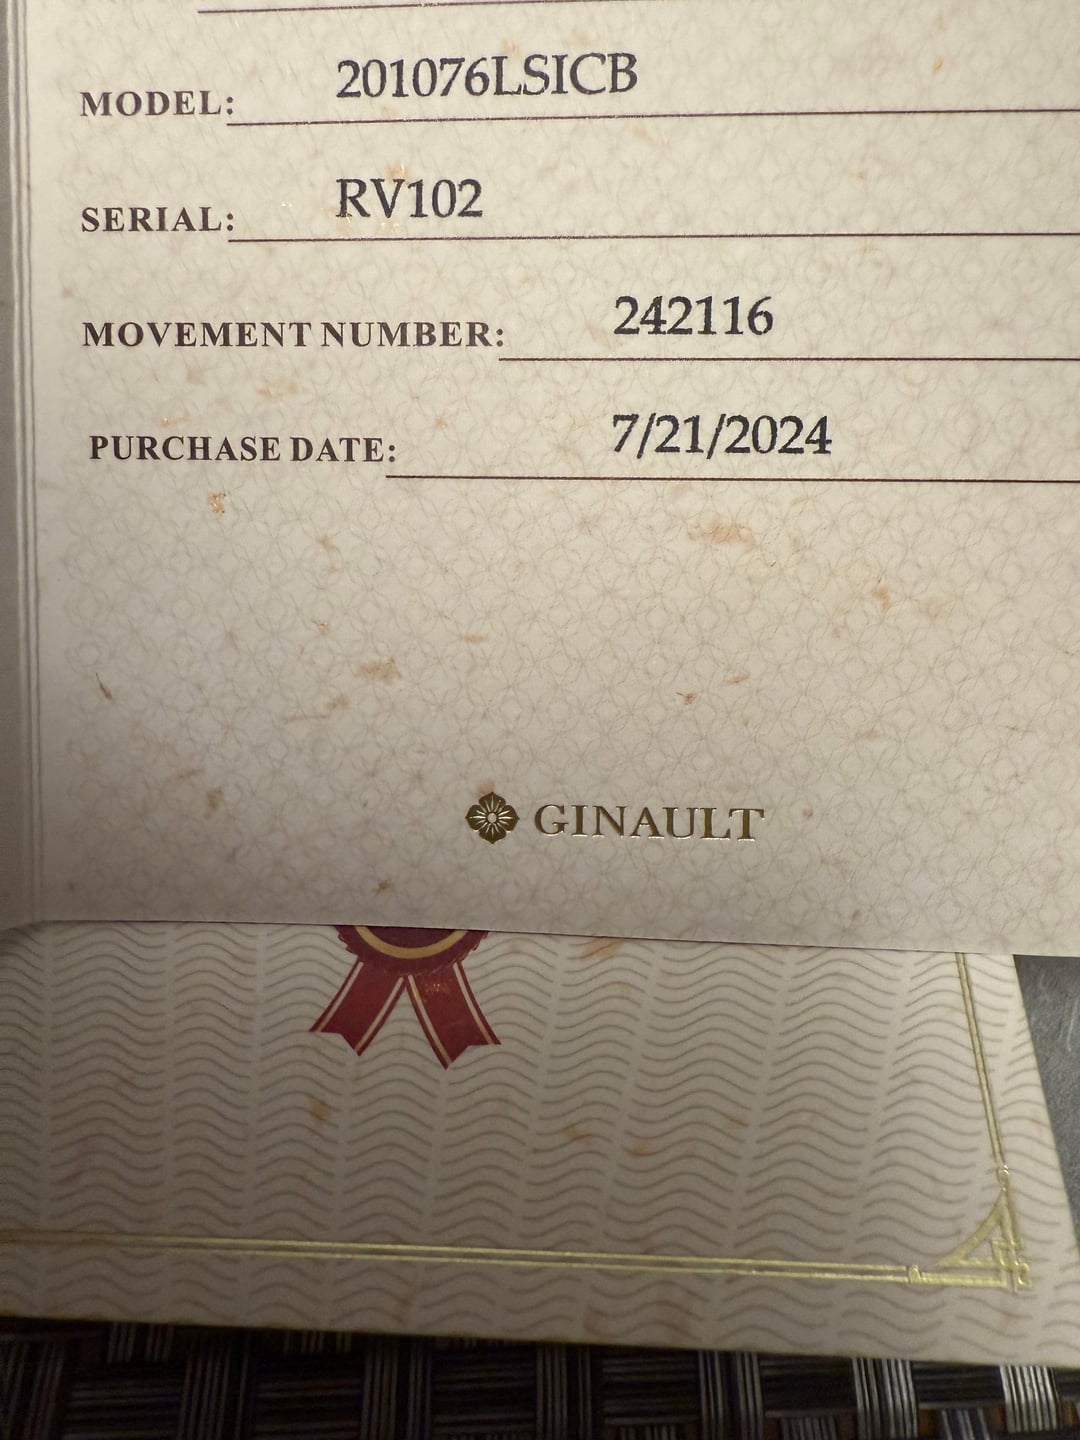 MODEL: 201076LSICB
SERIAL: RV102
MOVEMENT NUMBER: 242116
PURCHASE DATE: 7/21/2024
GINAULT